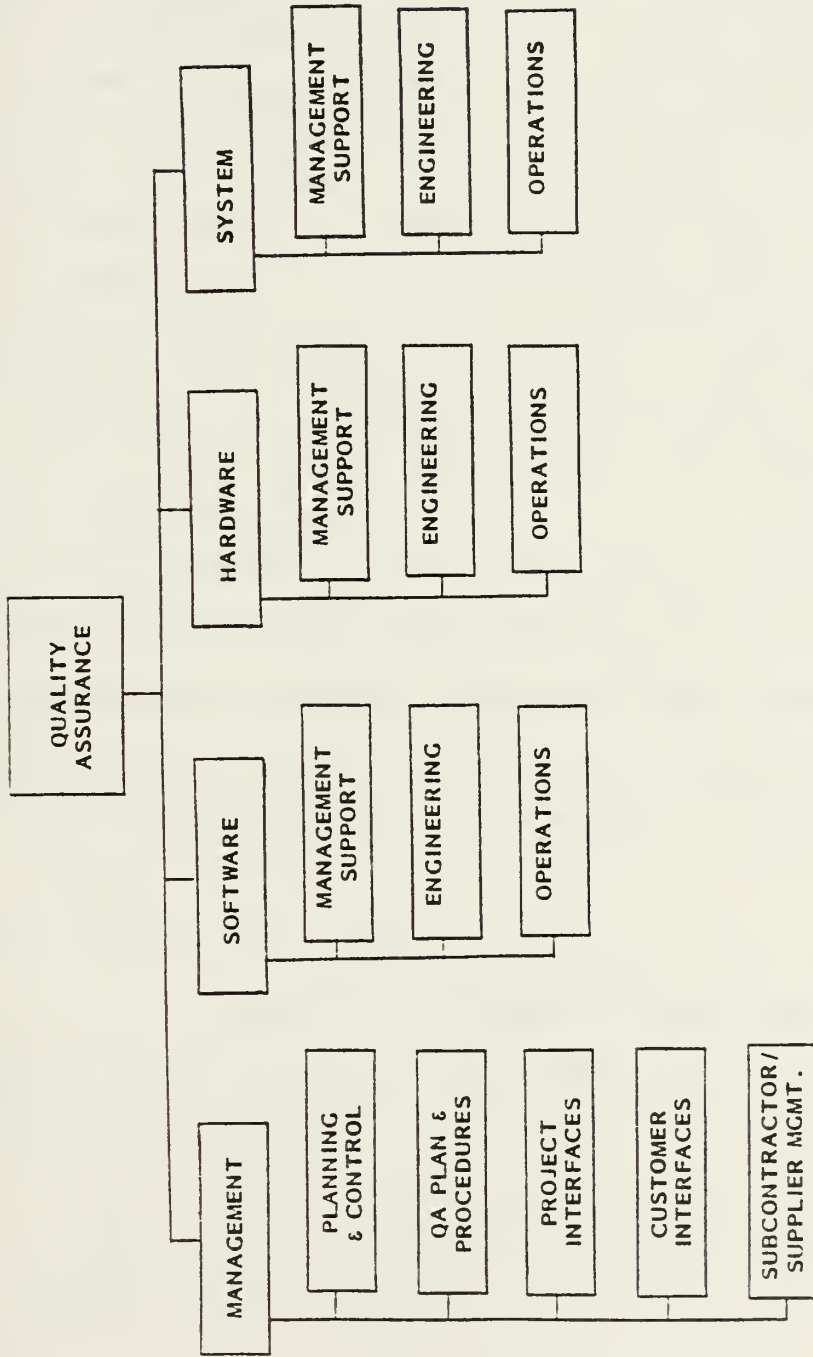 QUALITY
ASSURANCE
MANAGEMENT
PLANNING
& CONTROL
QA PLAN &
PROCEDURES
PROJECT
INTERFACES
CUSTOMER
INTERFACES
SUBCONTRACTOR/
SUPPLIER MGMT.
SOFTWARE
MANAGEMENT
SUPPORT
ENGINEERING
OPERATIONS
HARDWARE
MANAGEMENT
SUPPORT
ENGINEERING
OPERATIONS
SYSTEM
MANAGEMENT
SUPPORT
ENGINEERING
OPERATIONS